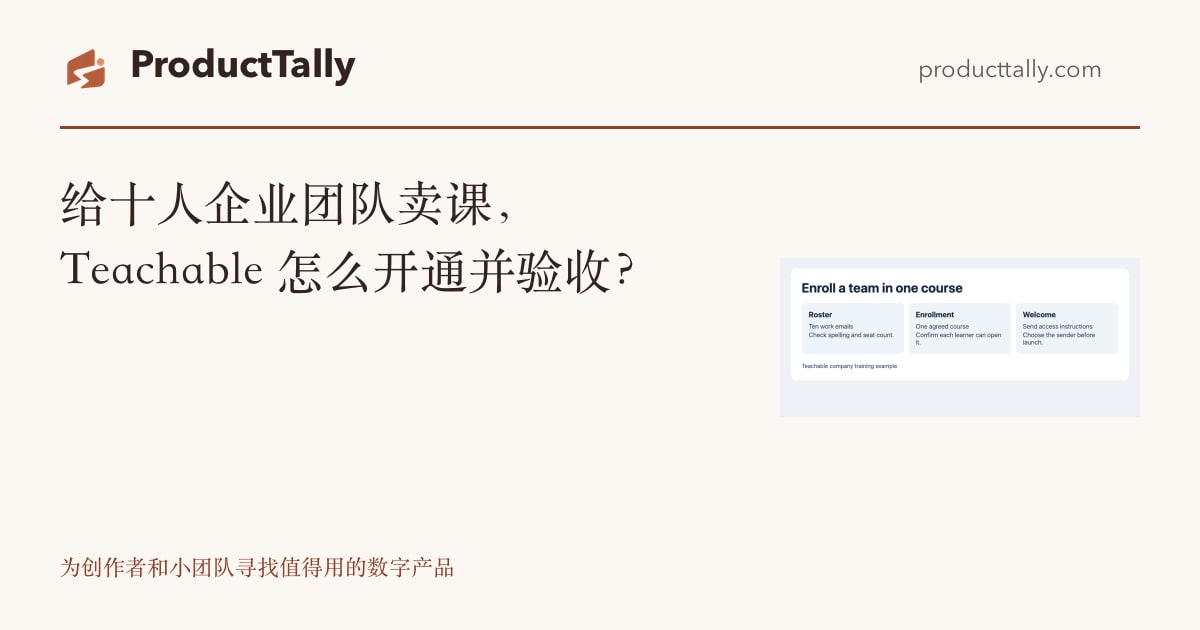 ProductTally
producttally.com
给十人企业团队卖课，
Teachable 怎么开通并验收？
Enroll a team in one course
Roster
Ten work emails
Check spelling and seat count.
Enrollment
One agreed course
Confirm each learner can open
it.
Welcome
Send access instructions
Choose the sender before
launch.
Teachable company training example
为创作者和小团队寻找值得用的数字产品